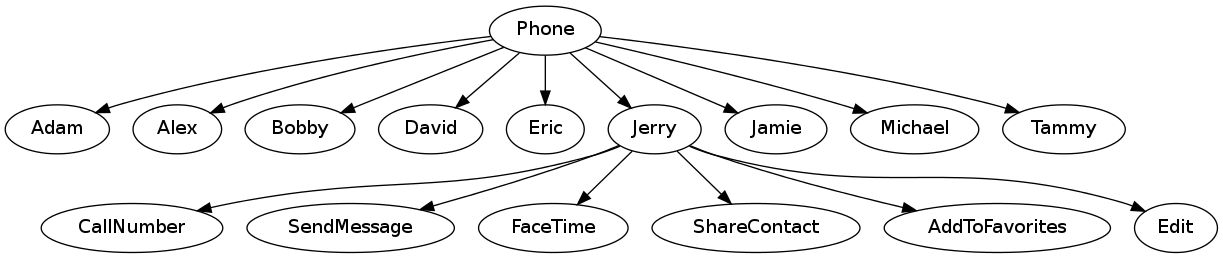 Phone
Adam Alex Bobby David Eric Jerry Jamie Michael Tammy
CallNumber SendMessage FaceTime ShareContact AddToFavorites Edit